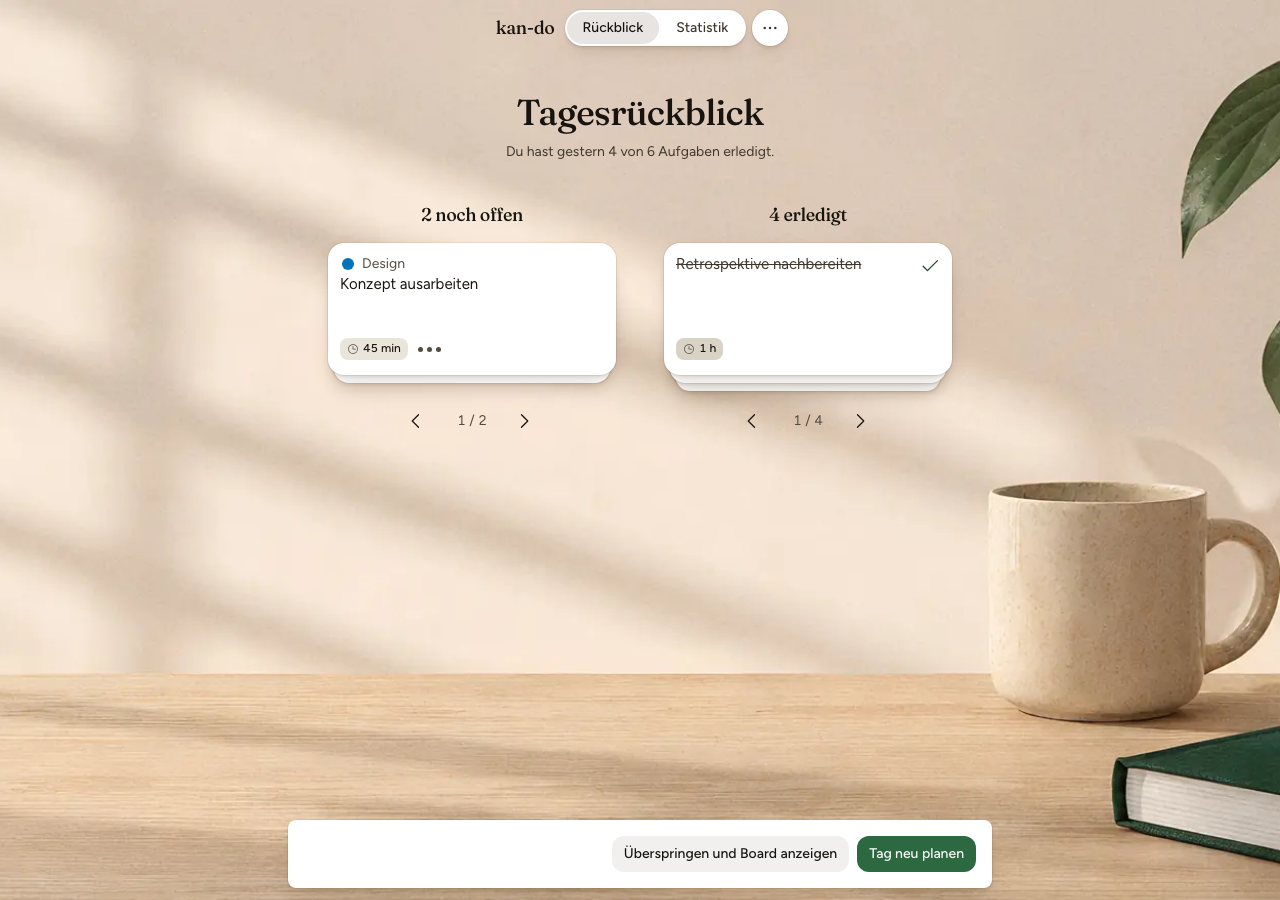 kan-do
Rückblick
Statistik
Tagesrückblick
Du hast gestern 4 von 6 Aufgaben erledigt.
2 noch offen
Design
Konzept ausarbeiten
45 min
1 / 2
4 erledigt
Retrospektive nachbereiten
1 h
1 / 4
Überspringen und Board anzeigen
Tag neu planen